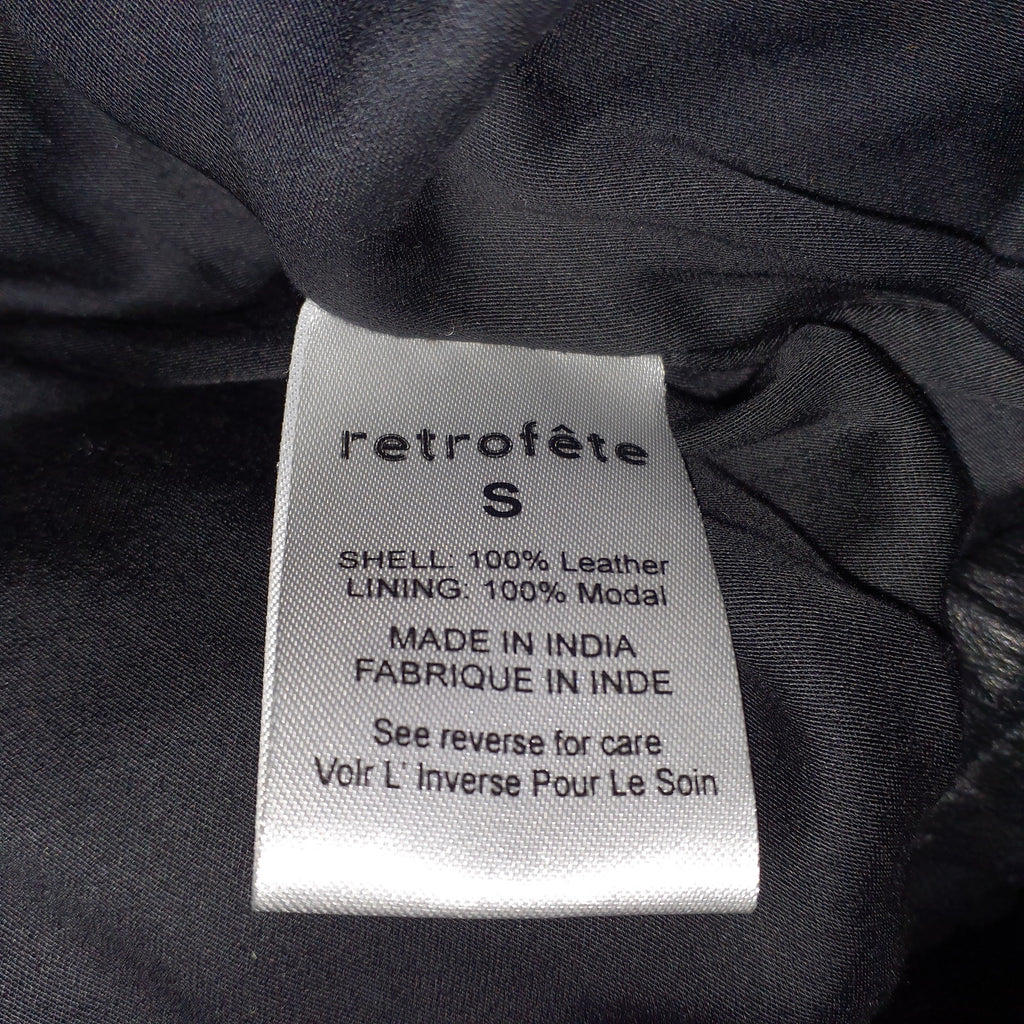 retrofête
S
SHELL: 100% Leather
LINING: 100% Modal
MADE IN INDIA
FABRIQUE IN INDE
See reverse for care
Voir L' Inverse Pour Le Soin